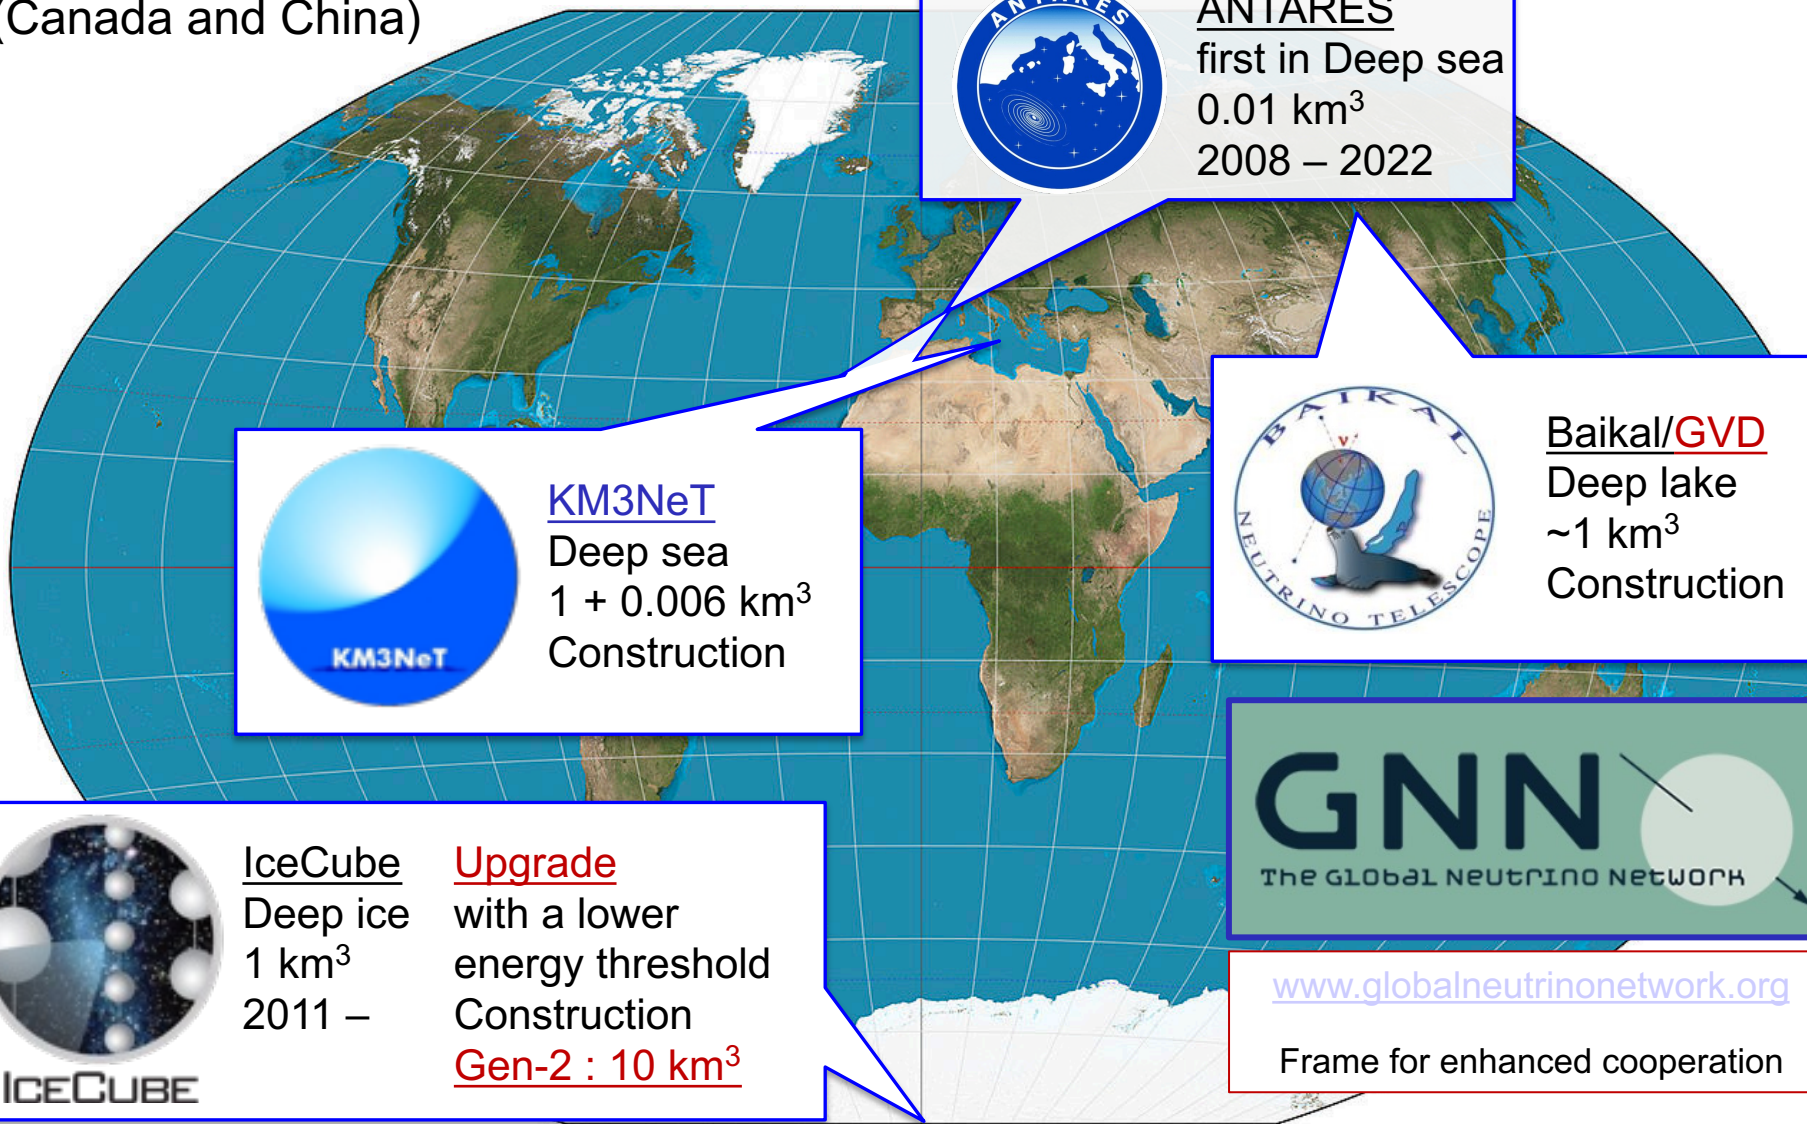 (Canada and China)
ANTARES
ANTARES
first in Deep sea
0.01 km³
2008 – 2022
KM3NeT
KM3NeT
Deep sea
1 + 0.006 km³
Construction
BAIKAL
ν
NEUTRINO TELESCOPE
Baikal/GVD
Deep lake
~1 km³
Construction
ICECUBE
IceCube
Deep ice
1 km³
2011 –
Upgrade
with a lower
energy threshold
Construction
Gen-2 : 10 km³
GNN
The Global Neutrino Network
www.globalneutrinonetwork.org
Frame for enhanced cooperation